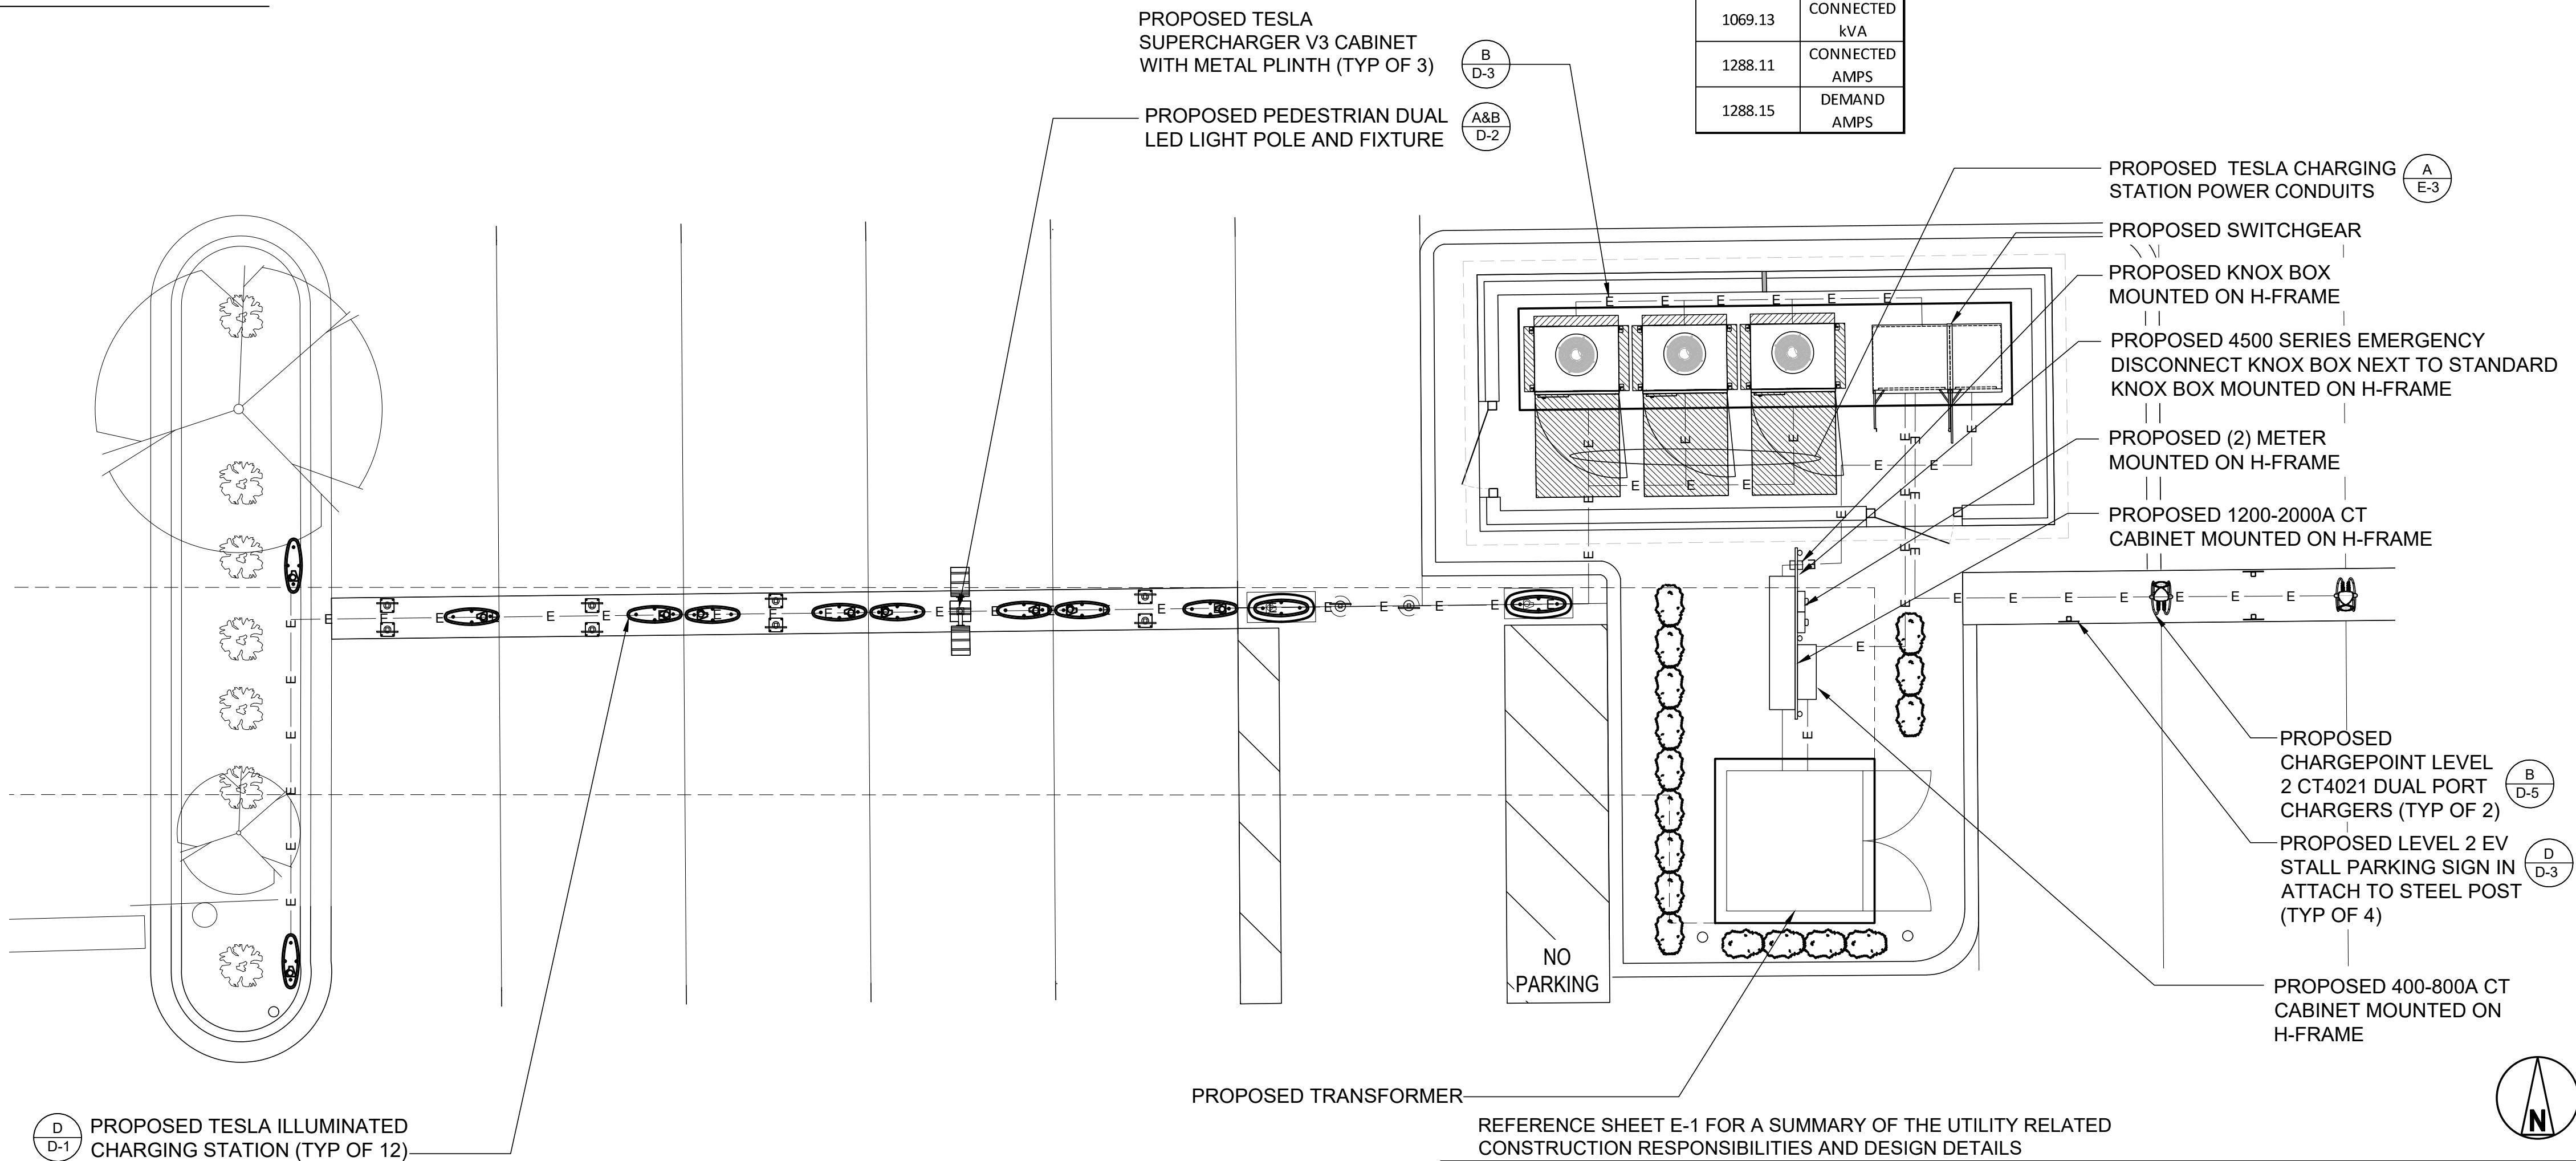 PROPOSED TESLA
SUPERCHARGER V3 CABINET
WITH METAL PLINTH (TYP OF 3)
B
D-3
PROPOSED PEDESTRIAN DUAL
LED LIGHT POLE AND FIXTURE
A&B
D-2
1069.13
CONNECTED
kVA
1288.11
CONNECTED
AMPS
1288.15
DEMAND
AMPS
PROPOSED TESLA CHARGING
STATION POWER CONDUITS
A
E-3
PROPOSED SWITCHGEAR
PROPOSED KNOX BOX
MOUNTED ON H-FRAME
PROPOSED 4500 SERIES EMERGENCY
DISCONNECT KNOX BOX NEXT TO STANDARD
KNOX BOX MOUNTED ON H-FRAME
PROPOSED (2) METER
MOUNTED ON H-FRAME
PROPOSED 1200-2000A CT
CABINET MOUNTED ON H-FRAME
PROPOSED
CHARGEPOINT LEVEL
2 CT4021 DUAL PORT
CHARGERS (TYP OF 2)
B
D-5
PROPOSED LEVEL 2 EV
STALL PARKING SIGN IN
ATTACH TO STEEL POST
(TYP OF 4)
D
D-3
PROPOSED 400-800A CT
CABINET MOUNTED ON
H-FRAME
NO
PARKING
PROPOSED TRANSFORMER
D
D-1
PROPOSED TESLA ILLUMINATED
CHARGING STATION (TYP OF 12)
REFERENCE SHEET E-1 FOR A SUMMARY OF THE UTILITY RELATED
CONSTRUCTION RESPONSIBILITIES AND DESIGN DETAILS
N